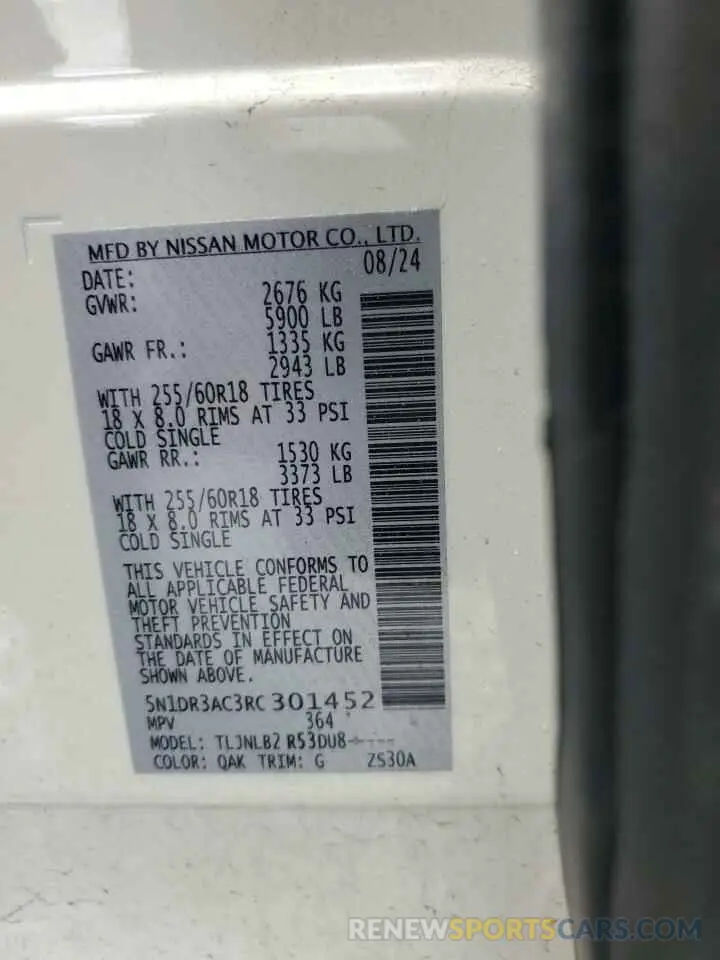 MFD BY NISSAN MOTOR CO., LTD.
DATE: 08/24
GVWR: 2676 KG
5900 LB
GAWR FR.: 1335 KG
2943 LB
WITH 255/60R18 TIRES
18 X 8.0 RIMS AT 33 PSI
COLD SINGLE
GAWR RR.: 1530 KG
3373 LB
WITH 255/60R18 TIRES
18 X 8.0 RIMS AT 33 PSI
COLD SINGLE
THIS VEHICLE CONFORMS TO
ALL APPLICABLE FEDERAL
MOTOR VEHICLE SAFETY AND
THEFT PREVENTION
STANDARDS IN EFFECT ON
THE DATE OF MANUFACTURE
SHOWN ABOVE.
5N1DR3AC3RC301452
MPV 364
MODEL: TLJNLB2 R53DU8-----
COLOR: QAK TRIM: G ZS30A
RENEWSPORTSCARS.COM